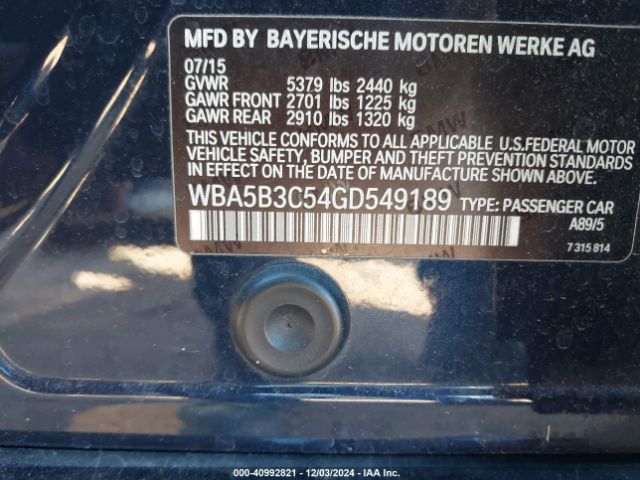 MFD BY BAYERISCHE MOTOREN WERKE AG
07/15
GVWR 5379 lbs 2440 kg
GAWR FRONT 2701 lbs 1225 kg
GAWR REAR 2910 lbs 1320 kg
THIS VEHICLE CONFORMS TO ALL APPLICABLE U.S.FEDERAL MOTOR
VEHICLE SAFETY, BUMPER AND THEFT PREVENTION STANDARDS
IN EFFECT ON THE DATE OF MANUFACTURE SHOWN ABOVE.
WBA5B3C54GD549189 TYPE: PASSENGER CAR
A89/5
7 315 814
000-40992821 - 12/03/2024 - IAA Inc.